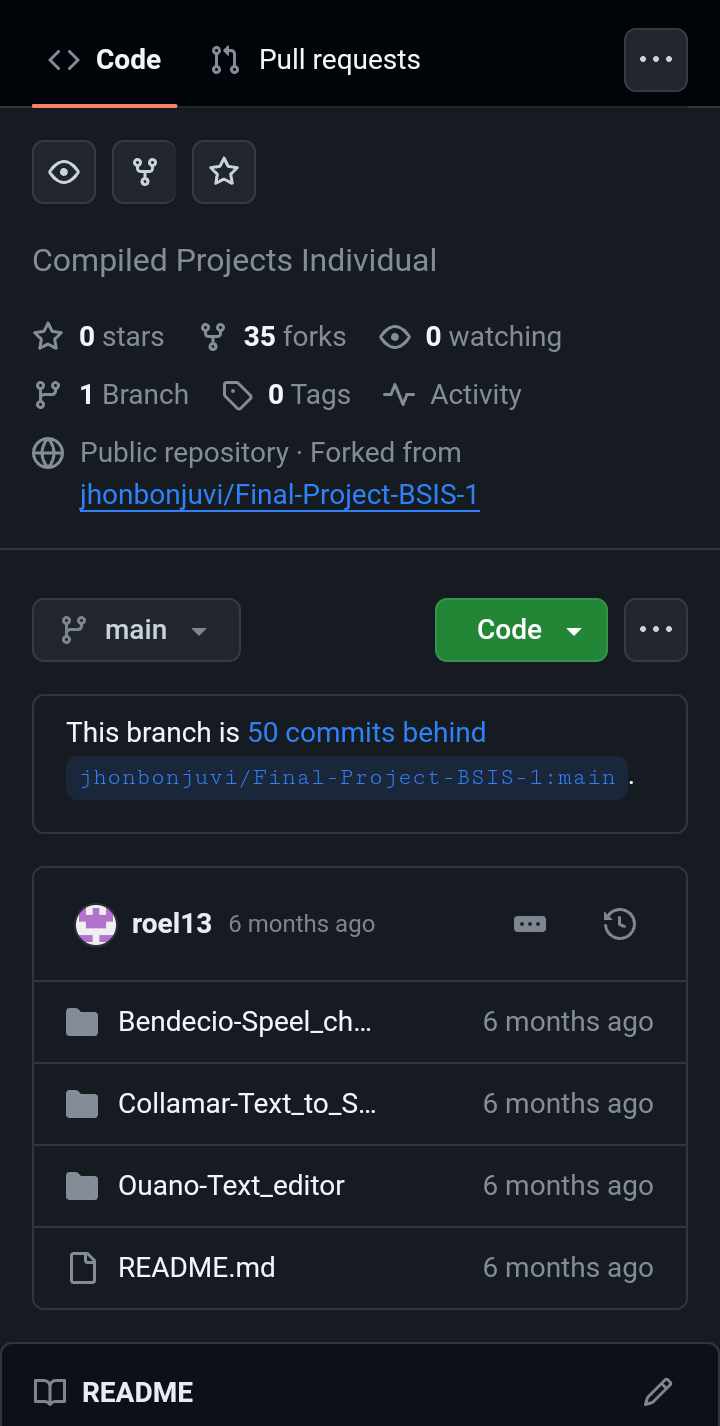 Code Pull requests
Compiled Projects Individual
0 stars 35 forks 0 watching
1 Branch 0 Tags Activity
Public repository · Forked from
jhonbonjuvi/Final-Project-BSIS-1
main Code
This branch is 50 commits behind
jhonbonjuvi/Final-Project-BSIS-1:main .
roel13 6 months ago
Bendecio-Speel_ch... 6 months ago
Collamar-Text_to_S... 6 months ago
Ouano-Text_editor 6 months ago
README.md 6 months ago
README